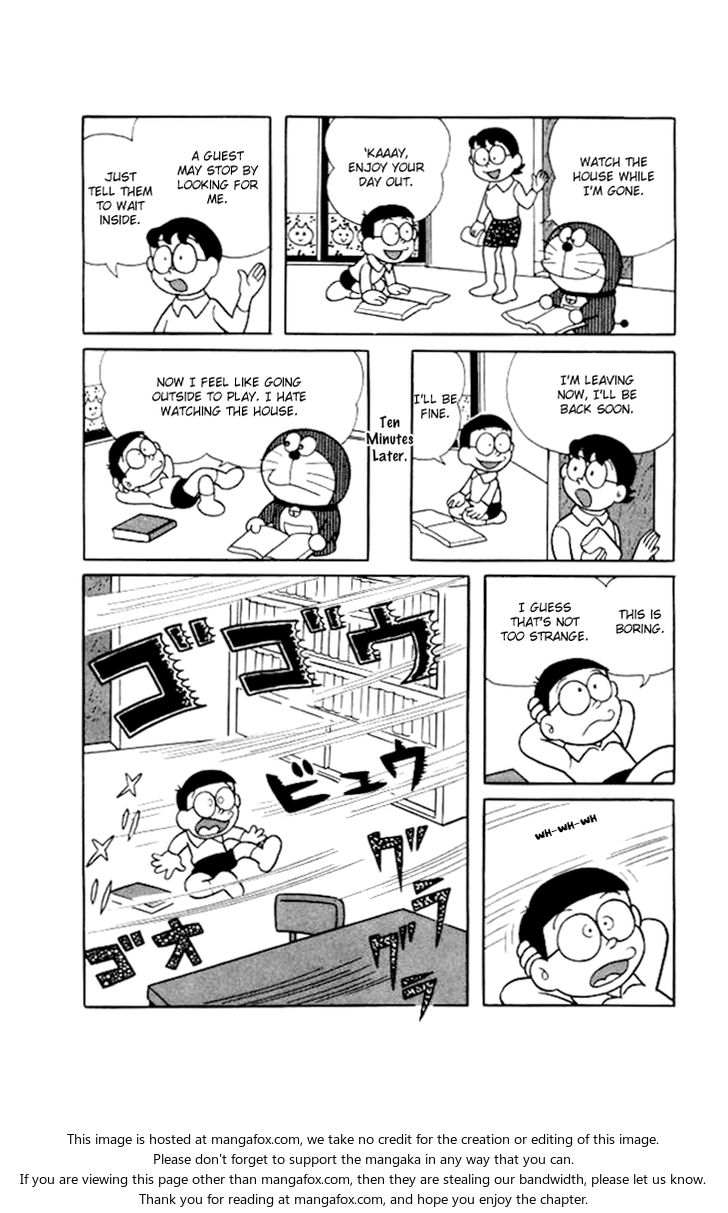 WATCH THE
HOUSE WHILE
I'M GONE.
'KAAAY,
ENJOY YOUR
DAY OUT.
A GUEST
MAY STOP BY
LOOKING FOR
ME.
JUST
TELL THEM
TO WAIT
INSIDE.
I'M LEAVING
NOW, I'LL BE
BACK SOON.
I'LL BE
FINE.
Ten
Minutes
Later.
NOW I FEEL LIKE GOING
OUTSIDE TO PLAY. I HATE
WATCHING THE HOUSE.
THIS IS
BORING.
I GUESS
THAT'S NOT
TOO STRANGE.
WH-WH-WH
ゴゴゴウ
ビュウ
グラグラ
ゴオ
This image is hosted at mangafox.com, we take no credit for the creation or editing of this image.
Please don't forget to support the mangaka in any way that you can.
If you are viewing this page other than mangafox.com, then they are stealing our bandwidth, please let us know.
Thank you for reading at mangafox.com, and hope you enjoy the chapter.